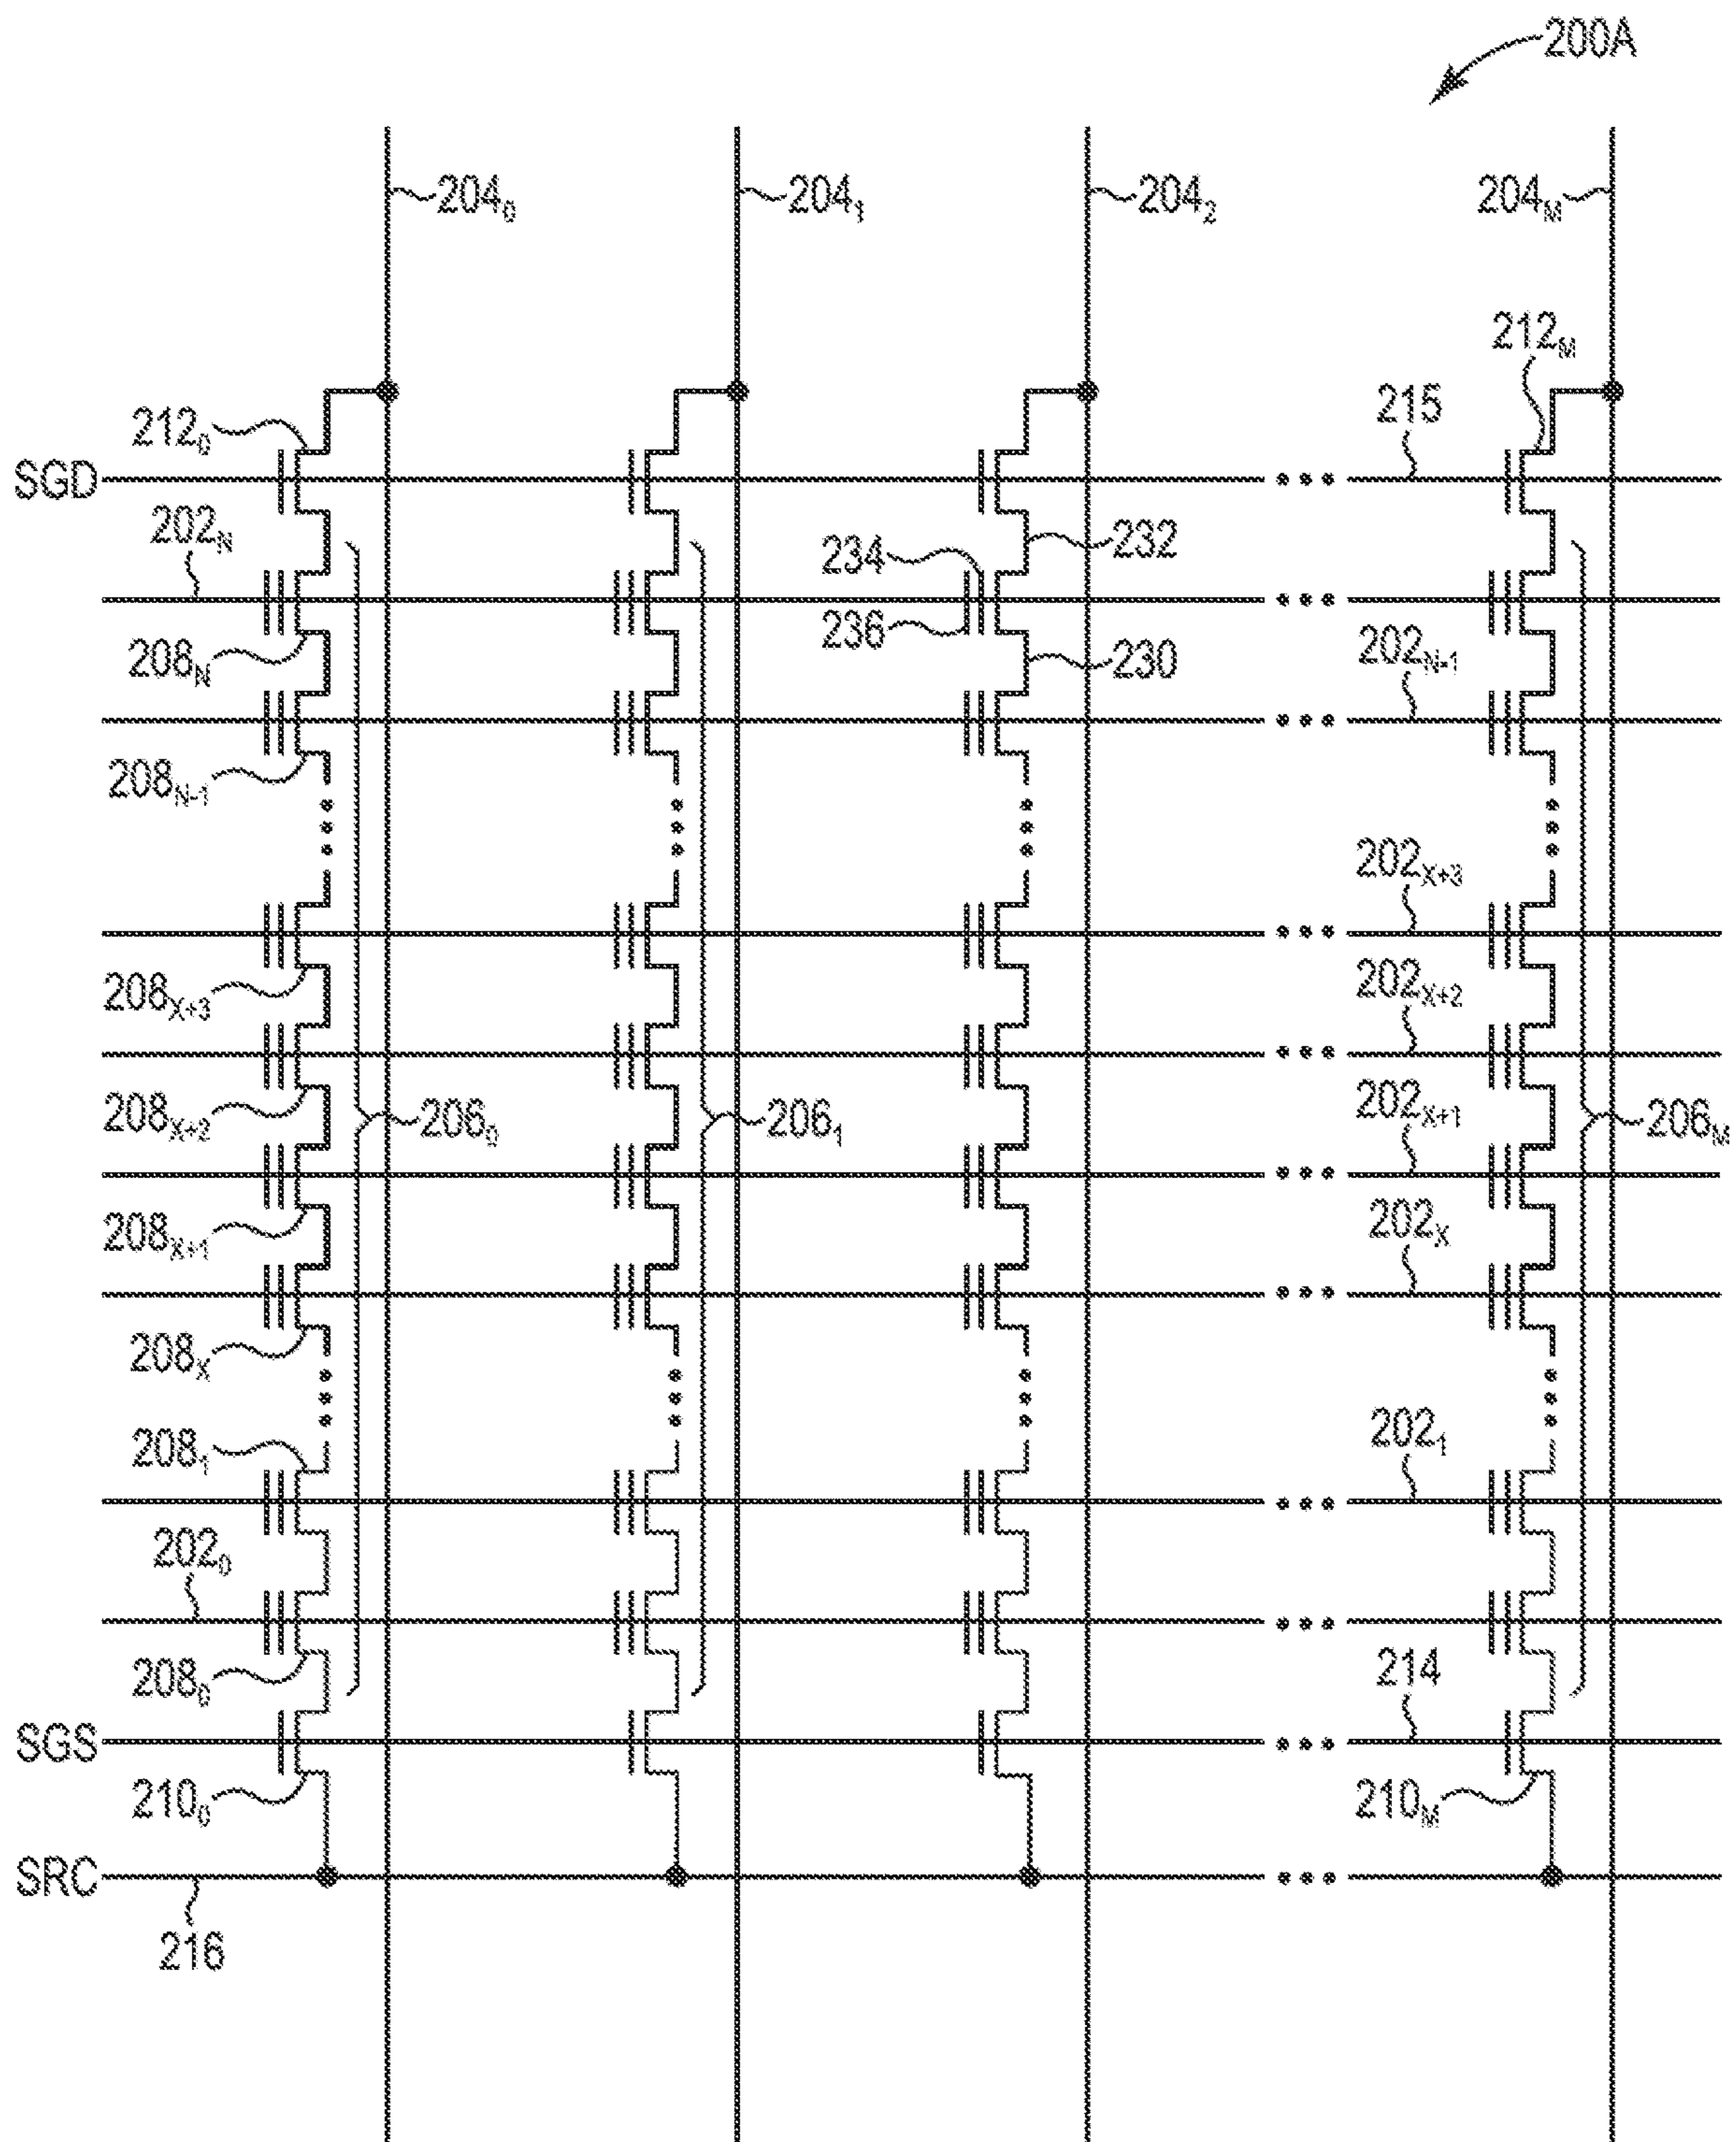 200A
204₀ 204₁ 204₂ 204M
212M
212₀ 215
SGD
202N 234 232
236
208N 230 202N-1
208N-1
202X+3
208X+3 202X+2
208X+2 206₀ 206₁ 202X+1 206M
208X+1 202X
208X
208₁ 202₁
202₀
208₀ 214
SGS
210₀ 210M
SRC
216